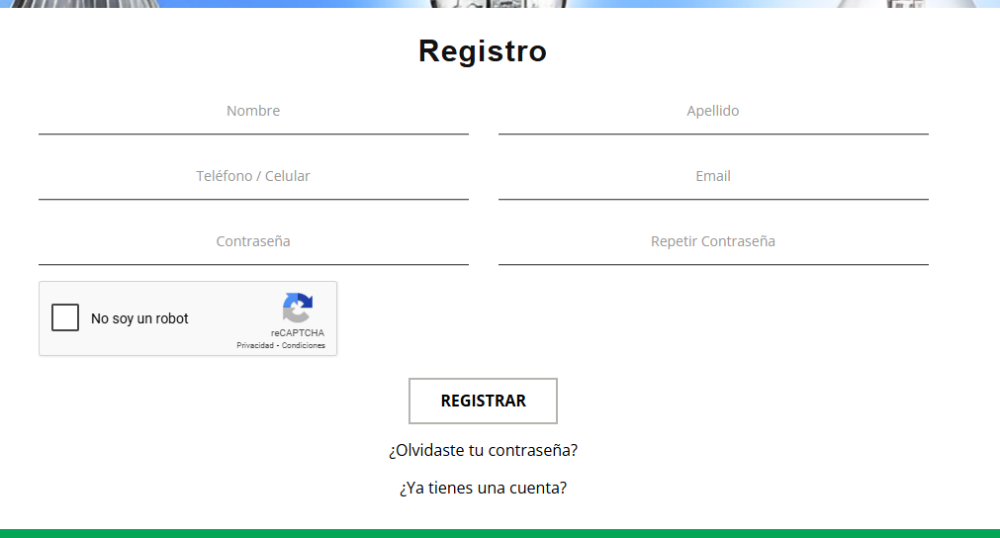 Registro
Nombre
Apellido
Teléfono / Celular
Email
Contraseña
Repetir Contraseña
No soy un robot
reCAPTCHA
Privacidad - Condiciones
REGISTRAR
¿Olvidaste tu contraseña?
¿Ya tienes una cuenta?